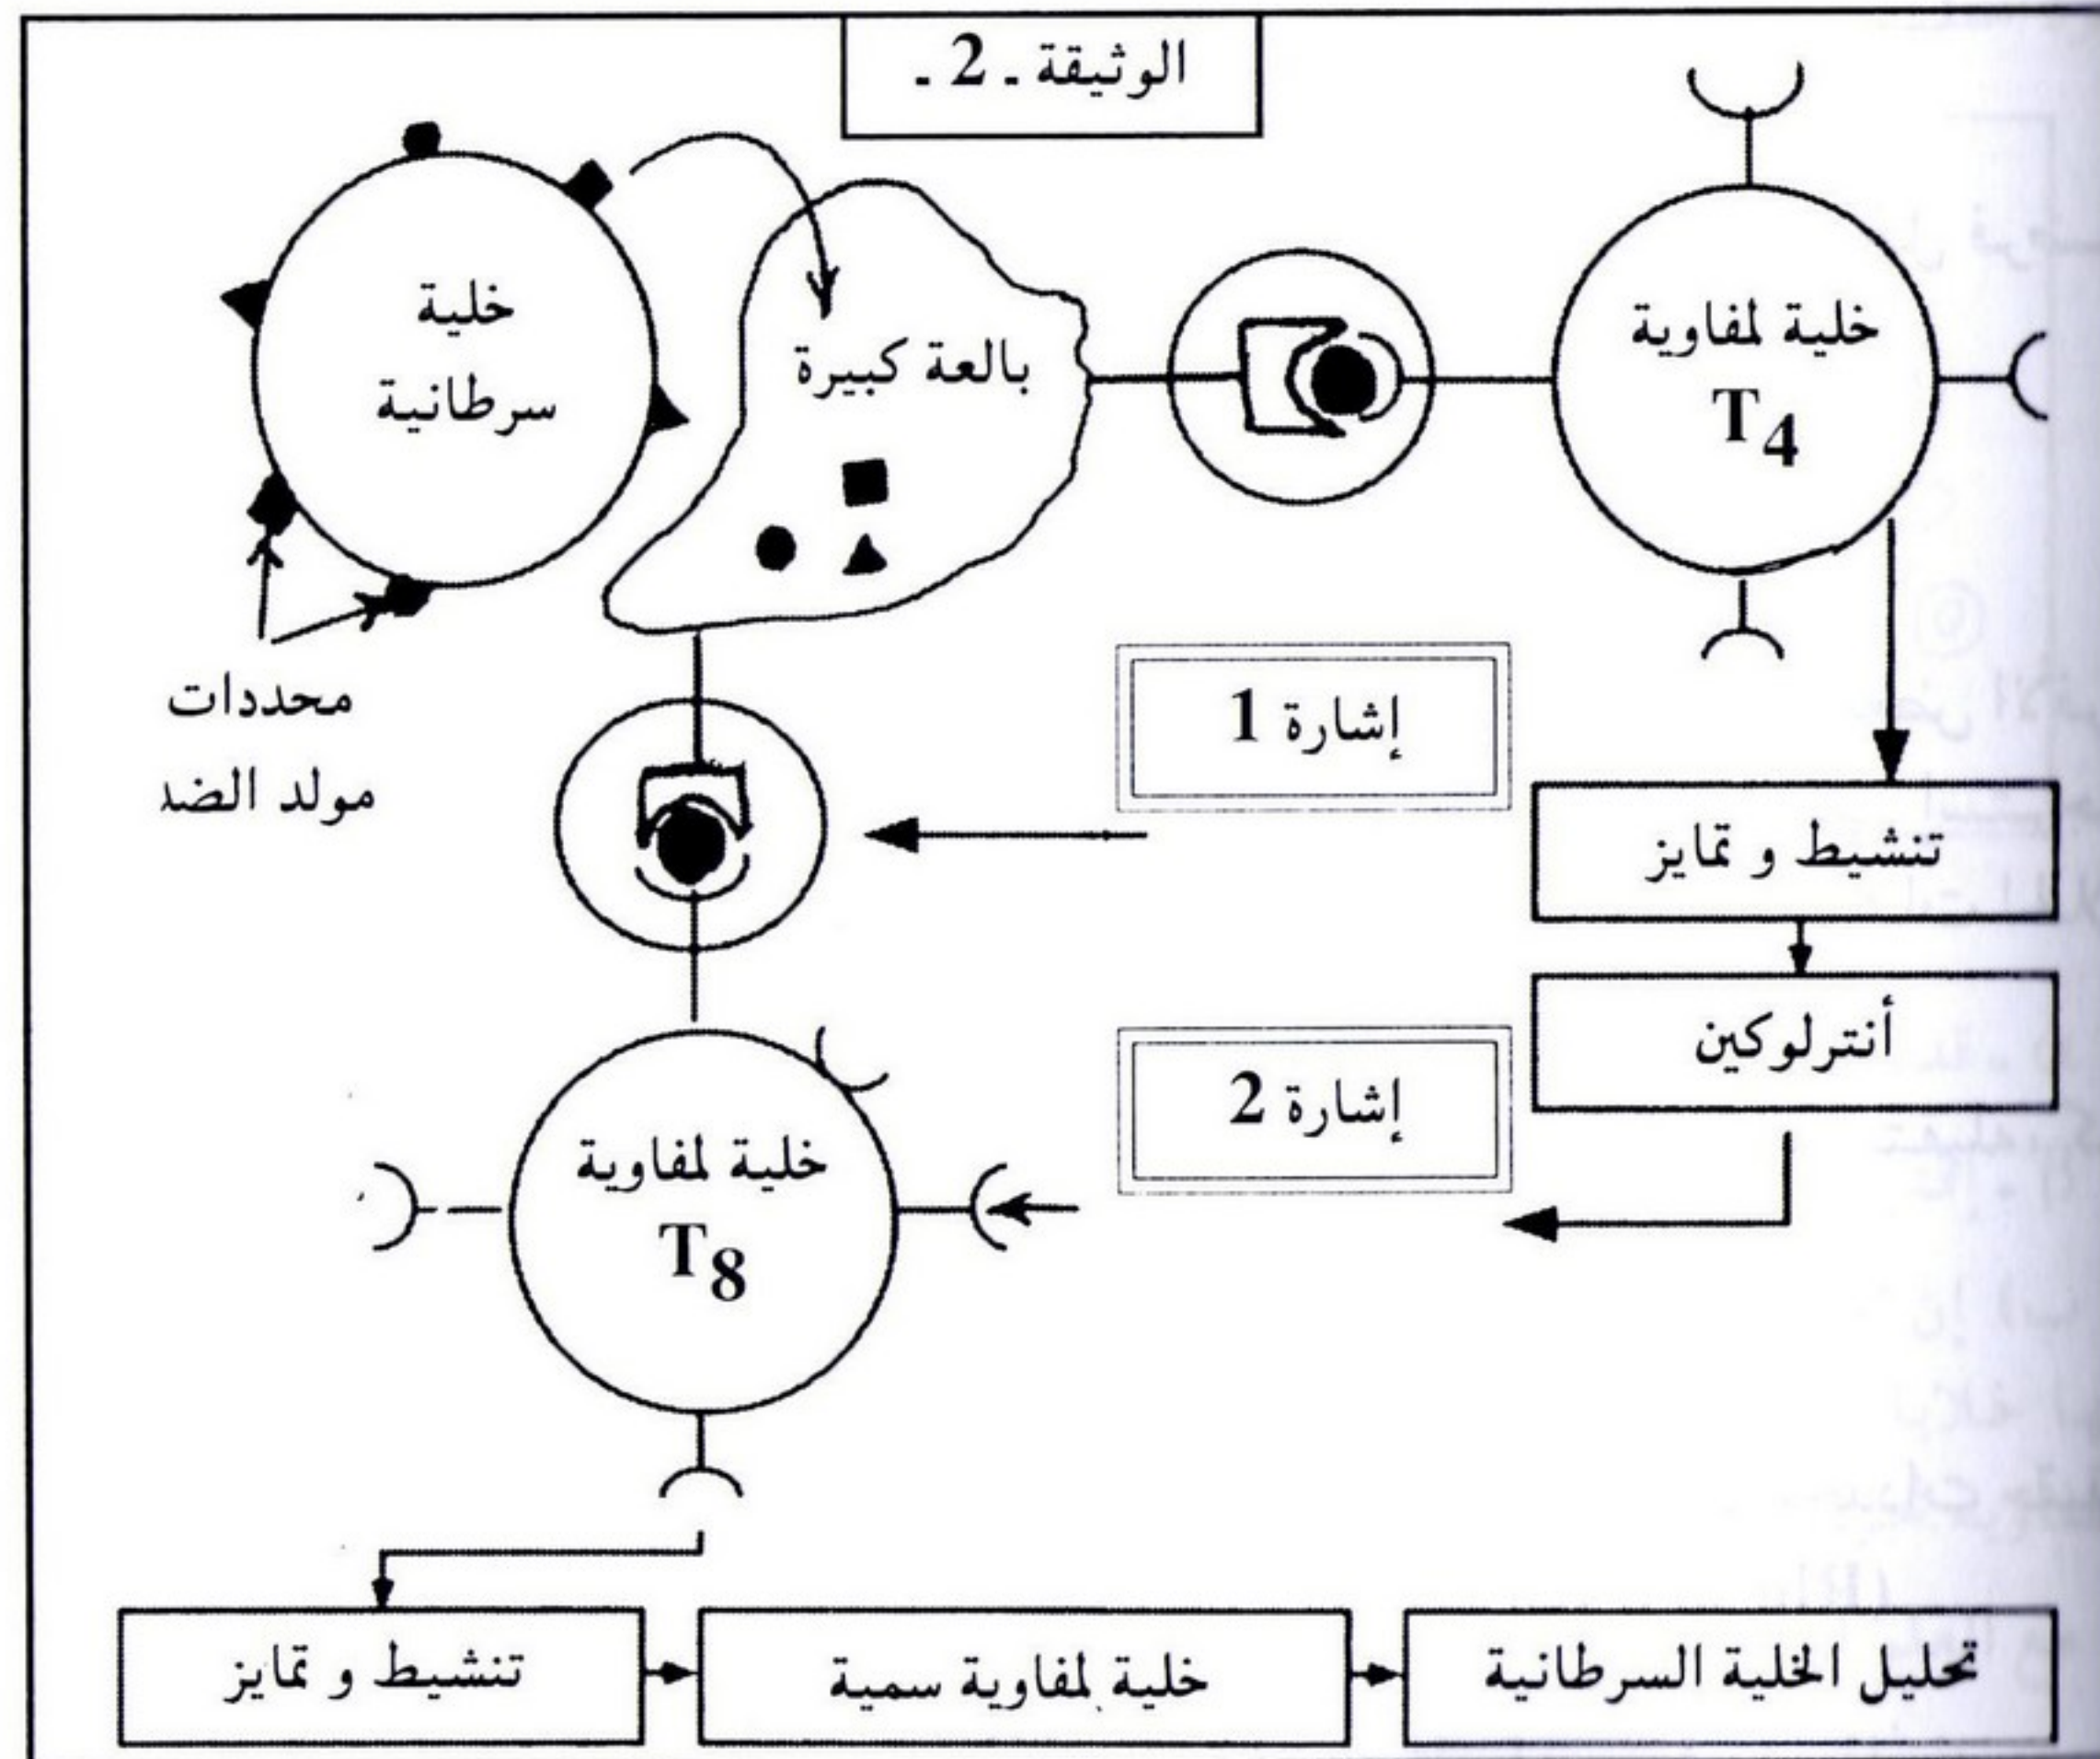 الوثيقة ـ 2 ـ
خلية
سرطانية
بالعة كبيرة
خلية لمفاوية
T4
محددات
مولد الضد
إشارة 1
تنشيط و تمايز
أنترلوكين
إشارة 2
خلية لمفاوية
T8
تنشيط و تمايز
خلية لمفاوية سمية
تحليل الخلية السرطانية